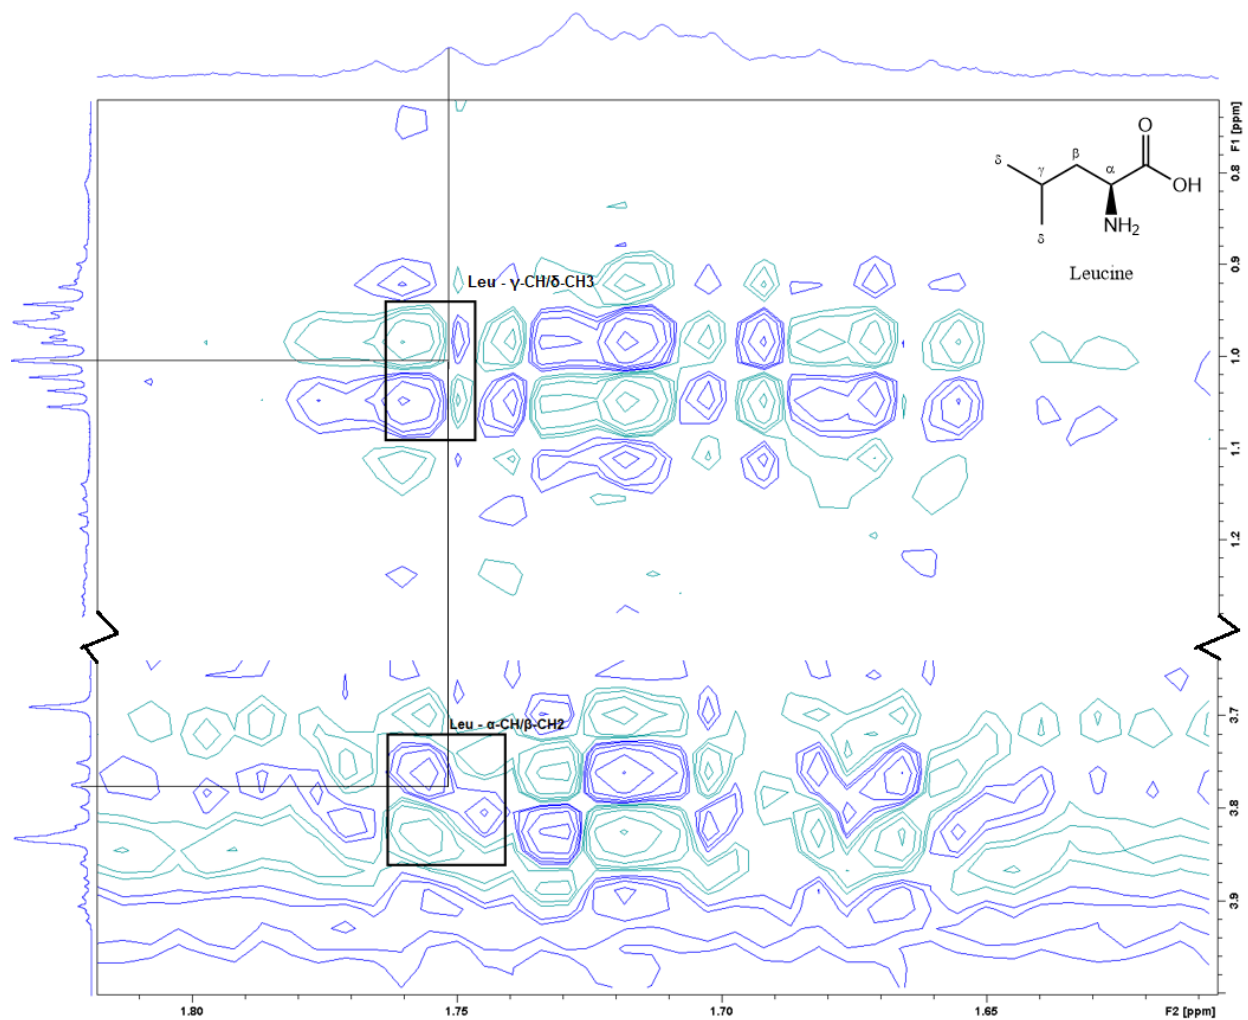 F1 [ppm]
0.8
0.9
1.0
1.1
1.2
3.7
3.8
3.9
O
OH
NH2
α
β
γ
δ
δ
Leucine
Leu - γ-CH/δ-CH3
Leu - α-CH/β-CH2
1.80
1.75
1.70
1.65
F2 [ppm]